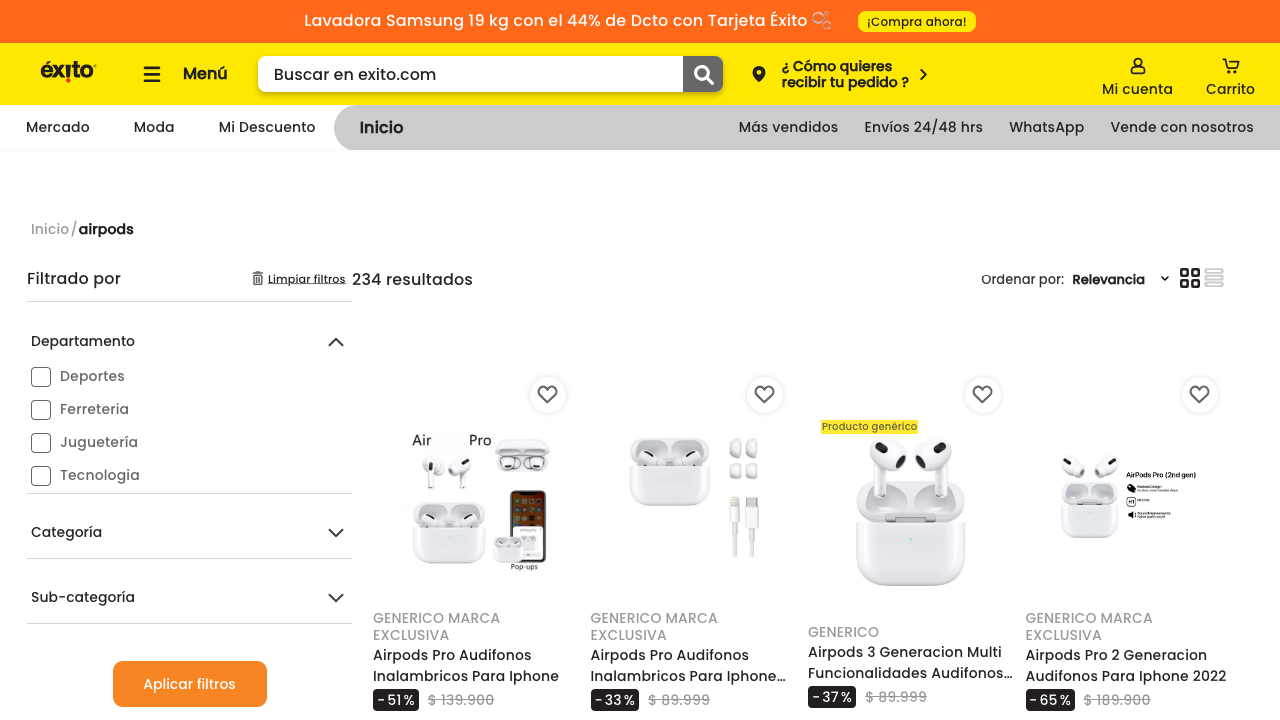 Lavadora Samsung 19 kg con el 44% de Dcto con Tarjeta Éxito
¡Compra ahora!
éxito
Menú
Buscar en exito.com
¿ Cómo quieres
recibir tu pedido ?
Mi cuenta
Carrito
Mercado
Moda
Mi Descuento
Inicio
Más vendidos
Envíos 24/48 hrs
WhatsApp
Vende con nosotros
Inicio/airpods
Filtrado por
Limpiar filtros
234 resultados
Ordenar por: Relevancia
Departamento
Deportes
Ferreteria
Juguetería
Tecnologia
Categoría
Sub-categoría
Aplicar filtros
Air Pro
Pop-ups
GENERICO MARCA
EXCLUSIVA
Airpods Pro Audifonos
Inalambricos Para Iphone
-51% $ 139.900
GENERICO MARCA
EXCLUSIVA
Airpods Pro Audifonos
Inalambricos Para Iphone...
-33% $ 89.999
Producto genérico
GENERICO
Airpods 3 Generacion Multi
Funcionalidades Audifonos...
-37% $ 89.999
AirPods Pro (2nd gen)
GENERICO MARCA
EXCLUSIVA
Airpods Pro 2 Generacion
Audifonos Para Iphone 2022
-65% $ 189.900